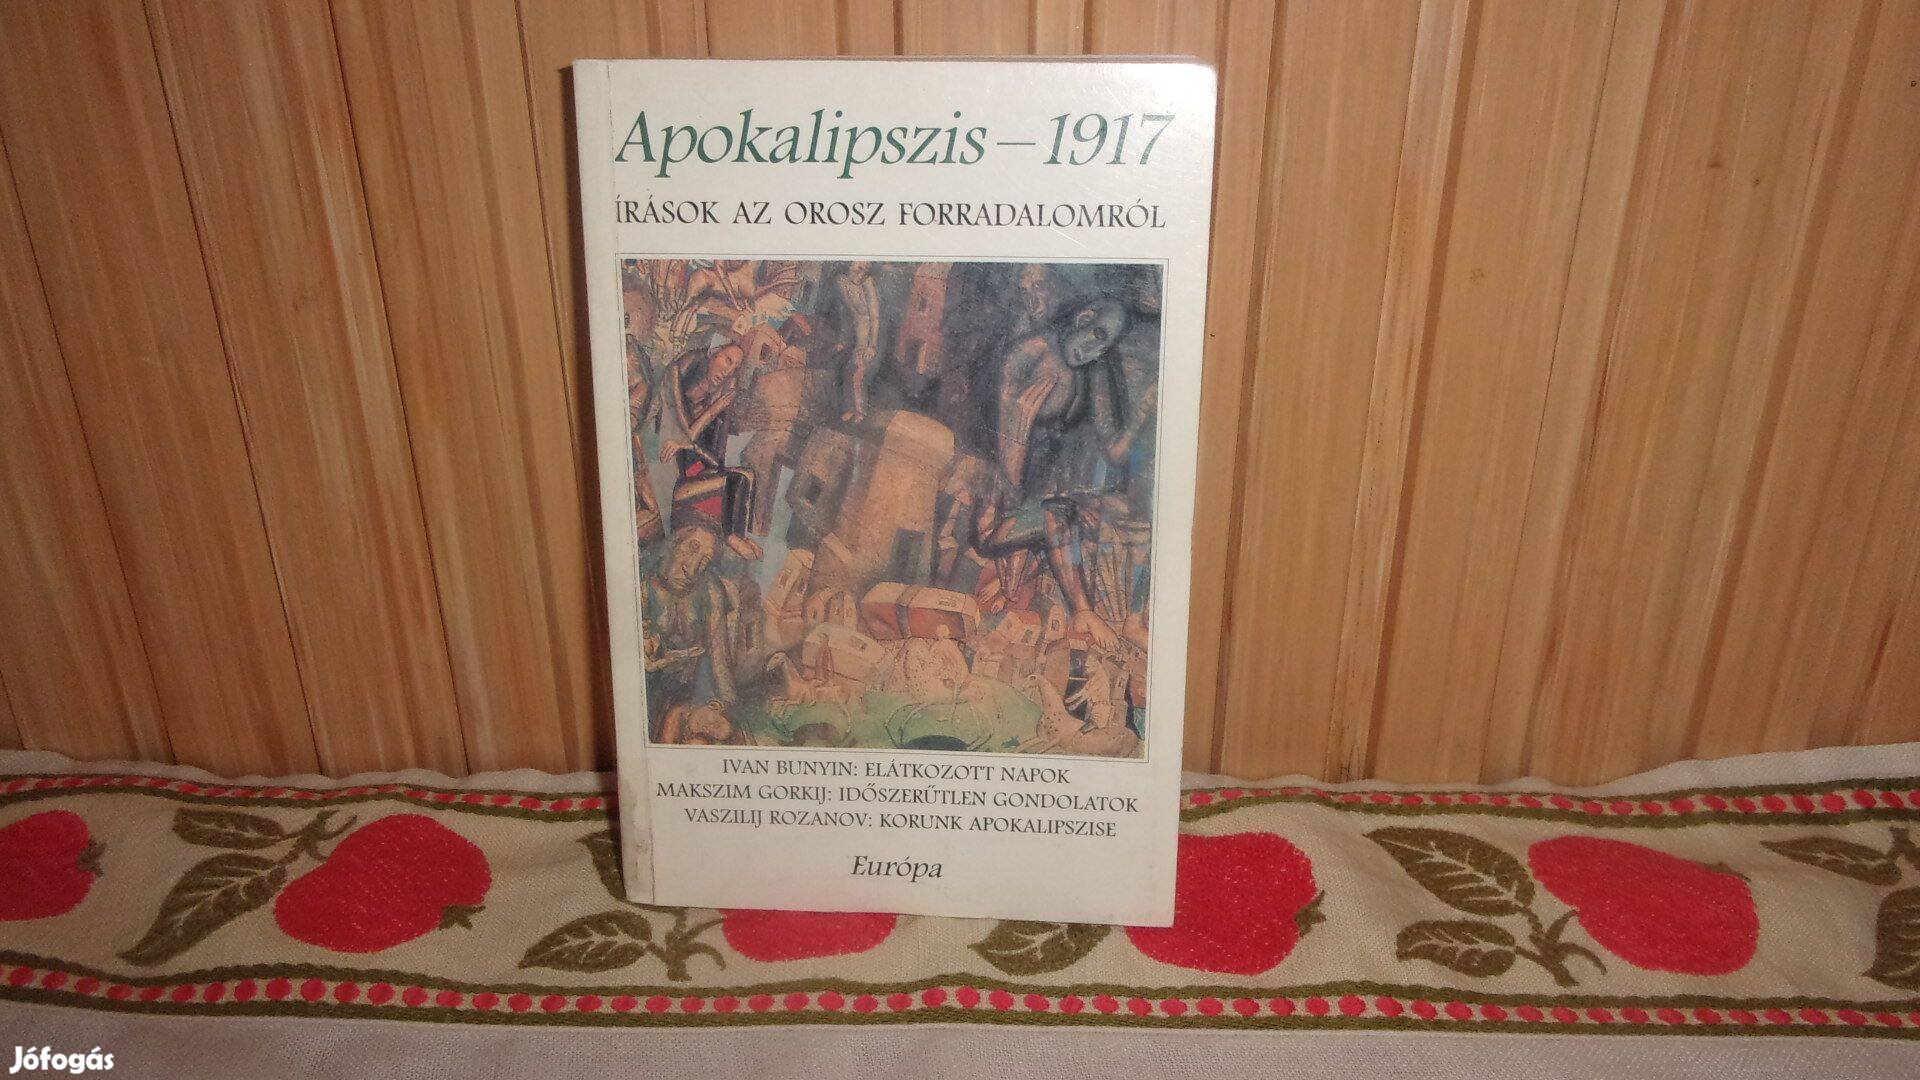 Apokalipszis – 1917
ÍRÁSOK AZ OROSZ FORRADALOMRÓL
IVAN BUNYIN: ELÁTKOZOTT NAPOK
MAKSZIM GORKIJ: IDŐSZERŰTLEN GONDOLATOK
VASZILIJ ROZANOV: KORUNK APOKALIPSZISE
Európa
Jófogás